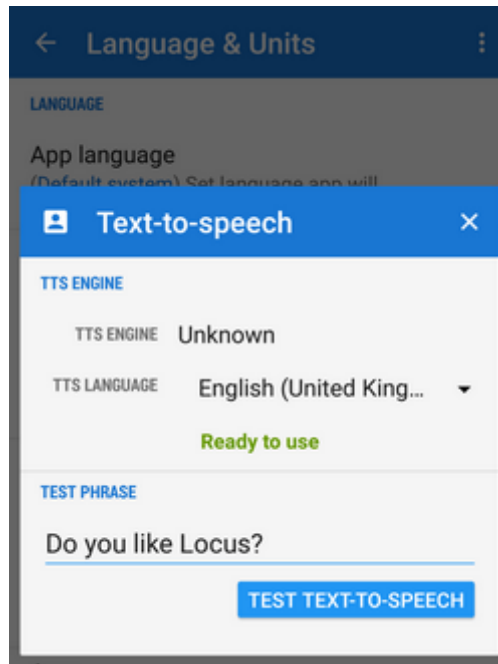 Language & Units
LANGUAGE
App language
(Default system) Set language app will
Text-to-speech
TTS ENGINE
TTS ENGINE Unknown
TTS LANGUAGE English (United King...
Ready to use
TEST PHRASE
Do you like Locus?
TEST TEXT-TO-SPEECH